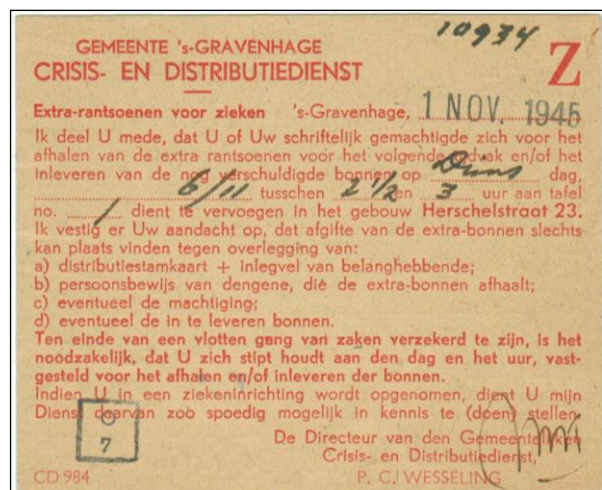 10934
GEMEENTE 's-GRAVENHAGE
CRISIS- EN DISTRIBUTIEDIENST
Z
Extra-rantsoenen voor zieken 's-Gravenhage, 1 NOV. 1945
Ik deel U mede, dat U of Uw schriftelijk gemachtigde zich voor het
afhalen van de extra rantsoenen voor het volgende tijdvak en/of het
inleveren van de nog verschuldigde bonnen op Dins dag,
6/11 tusschen 2 1/2 en 3 uur aan tafel
no. 1 dient te vervoegen in het gebouw Herschelstraat 23.
Ik vestig er Uw aandacht op, dat afgifte van de extra-bonnen slechts
kan plaats vinden tegen overlegging van:
a) distributiestamkaart + inlegvel van belanghebbende;
b) persoonsbewijs van dengene, die de extra-bonnen afhaalt;
c) eventueel de machtiging;
d) eventueel de in te leveren bonnen.
Ten einde van een vlotten gang van zaken verzekerd te zijn, is het
noodzakelijk, dat U zich stipt houdt aan den dag en het uur, vast-
gesteld voor het afhalen en/of inleveren der bonnen.
Indien U in een ziekeninrichting wordt opgenomen, dient U mijn
Dienst daarvan zoo spoedig mogelijk in kennis te (doen) stellen.
7
De Directeur van den Gemeentelijken
Crisis- en Distributiedienst,
CD 984 P. C. WESSELING